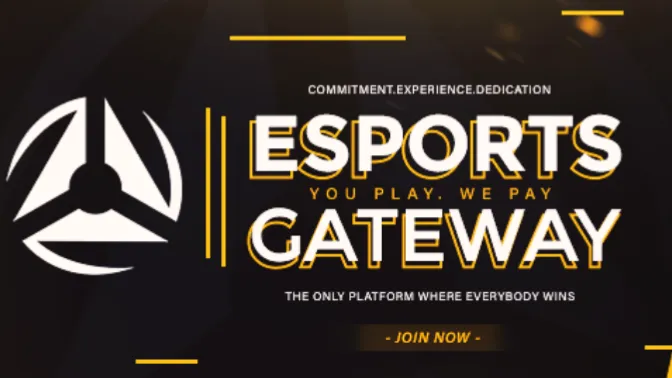 COMMITMENT.EXPERIENCE.DEDICATION
ESPORTS
YOU PLAY. WE PAY
GATEWAY
THE ONLY PLATFORM WHERE EVERYBODY WINS
- JOIN NOW -